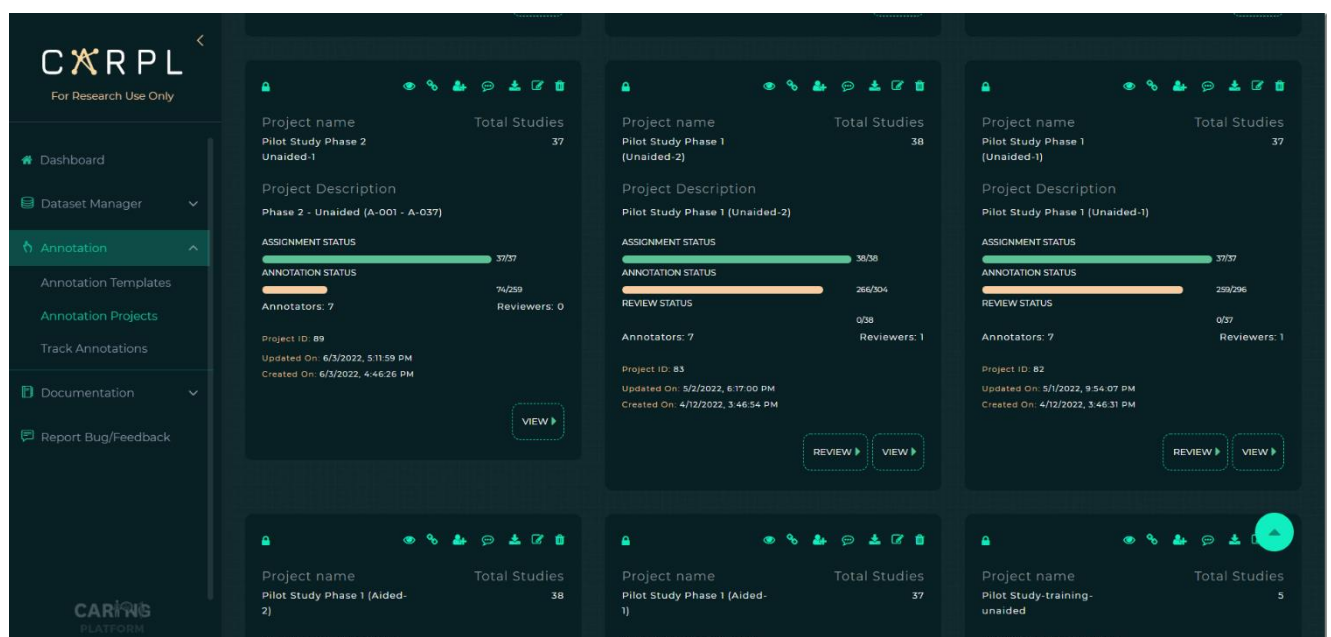 CARPL
For Research Use Only
Dashboard
Dataset Manager
Annotation
Annotation Templates
Annotation Projects
Track Annotations
Documentation
Report Bug/Feedback
CARING
PLATFORM
Project name Total Studies
Pilot Study Phase 2 37
Unaided-1
Project Description
Phase 2 - Unaided (A-001 - A-037)
ASSIGNMENT STATUS
37/37
ANNOTATION STATUS
74/259
Annotators: 7 Reviewers: 0
Project ID: 89
Updated On: 6/3/2022, 5:11:59 PM
Created On: 6/3/2022, 4:46:26 PM
VIEW
Project name Total Studies
Pilot Study Phase 1 38
(Unaided-2)
Project Description
Pilot Study Phase 1 (Unaided-2)
ASSIGNMENT STATUS
38/38
ANNOTATION STATUS
266/304
REVIEW STATUS
0/38
Annotators: 7 Reviewers: 1
Project ID: 83
Updated On: 5/2/2022, 6:17:00 PM
Created On: 4/12/2022, 3:46:54 PM
REVIEW VIEW
Project name Total Studies
Pilot Study Phase 1 37
(Unaided-1)
Project Description
Pilot Study Phase 1 (Unaided-1)
ASSIGNMENT STATUS
37/37
ANNOTATION STATUS
259/296
REVIEW STATUS
0/37
Annotators: 7 Reviewers: 1
Project ID: 82
Updated On: 5/1/2022, 9:54:07 PM
Created On: 4/12/2022, 3:46:31 PM
REVIEW VIEW
Project name Total Studies
Pilot Study Phase 1 (Aided- 38
2)
Project name Total Studies
Pilot Study Phase 1 (Aided- 37
1)
Project name Total Studies
Pilot Study-training- 5
unaided